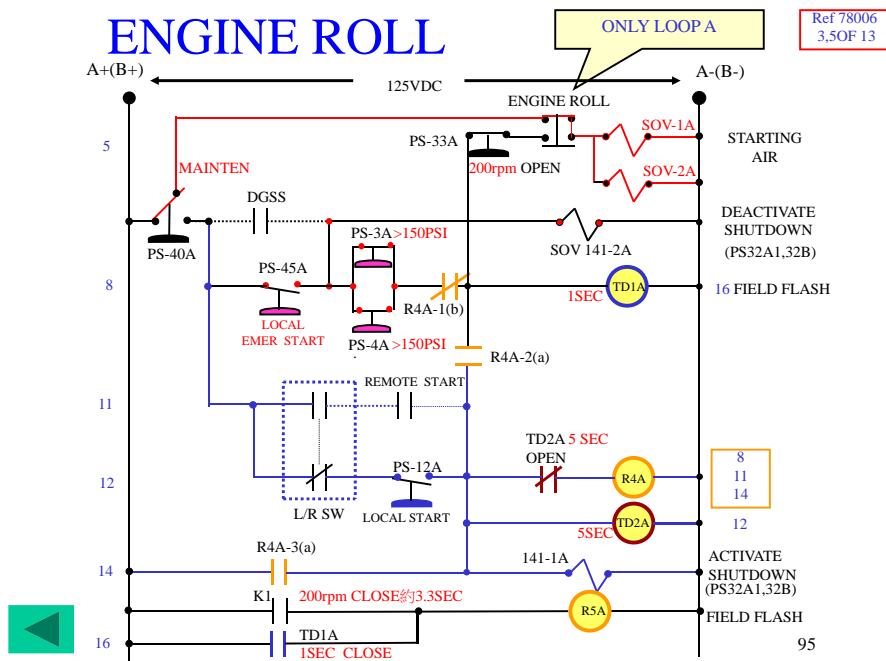 ENGINE ROLL
ONLY LOOP A
Ref 78006
3,5OF 13
A+(B+)
125VDC
A-(B-)
ENGINE ROLL
5
PS-33A
SOV-1A
STARTING
AIR
200rpm OPEN
MAINTEN
SOV-2A
DGSS
PS-40A
PS-3A >150PSI
SOV 141-2A
DEACTIVATE
SHUTDOWN
(PS32A1,32B)
8
PS-45A
1SEC
TD1A
16 FIELD FLASH
R4A-1(b)
LOCAL
EMER START
PS-4A >150PSI
.
R4A-2(a)
REMOTE START
11
TD2A 5 SEC
OPEN
8
11
14
12
PS-12A
R4A
L/R SW
LOCAL START
5SEC
TD2A
12
R4A-3(a)
141-1A
ACTIVATE
SHUTDOWN
(PS32A1,32B)
14
K1
200rpm CLOSE約3.3SEC
R5A
FIELD FLASH
16
TD1A
1SEC CLOSE
95